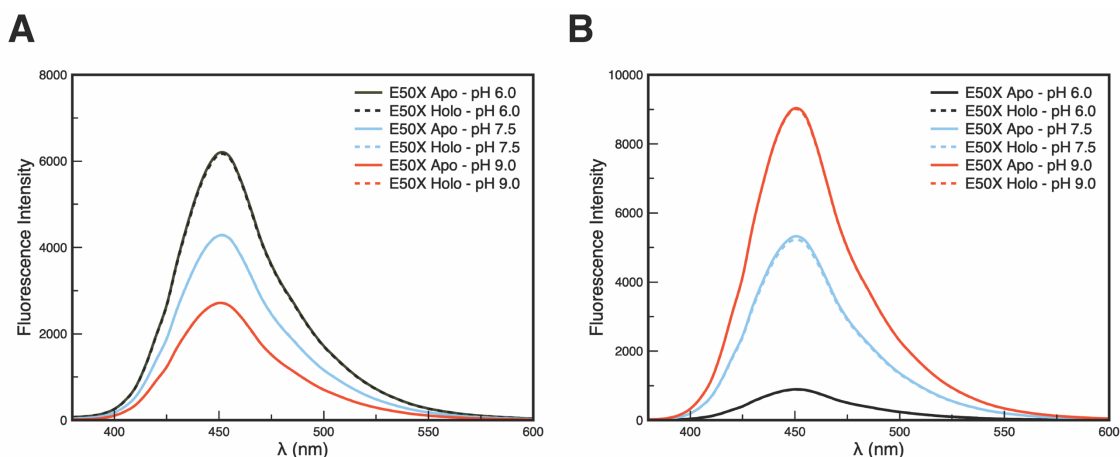 A
8000
6000
4000
2000
0
Fluorescence Intensity
E50X Apo - pH 6.0
E50X Holo - pH 6.0
E50X Apo - pH 7.5
E50X Holo - pH 7.5
E50X Apo - pH 9.0
E50X Holo - pH 9.0
400 450 500 550 600
λ (nm)
B
10000
8000
6000
4000
2000
0
Fluorescence Intensity
E50X Apo - pH 6.0
E50X Holo - pH 6.0
E50X Apo - pH 7.5
E50X Holo - pH 7.5
E50X Apo - pH 9.0
E50X Holo - pH 9.0
400 450 500 550 600
λ (nm)